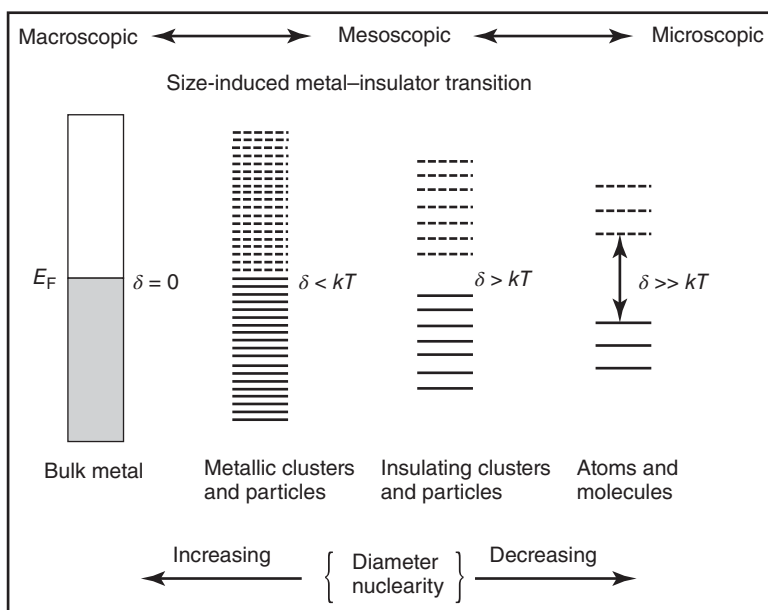 Macroscopic Mesoscopic Microscopic
Size-induced metal–insulator transition
E_F δ = 0 δ < kT δ > kT δ >> kT
Bulk metal Metallic clusters and particles Insulating clusters and particles Atoms and molecules
Increasing { Diameter nuclearity } Decreasing